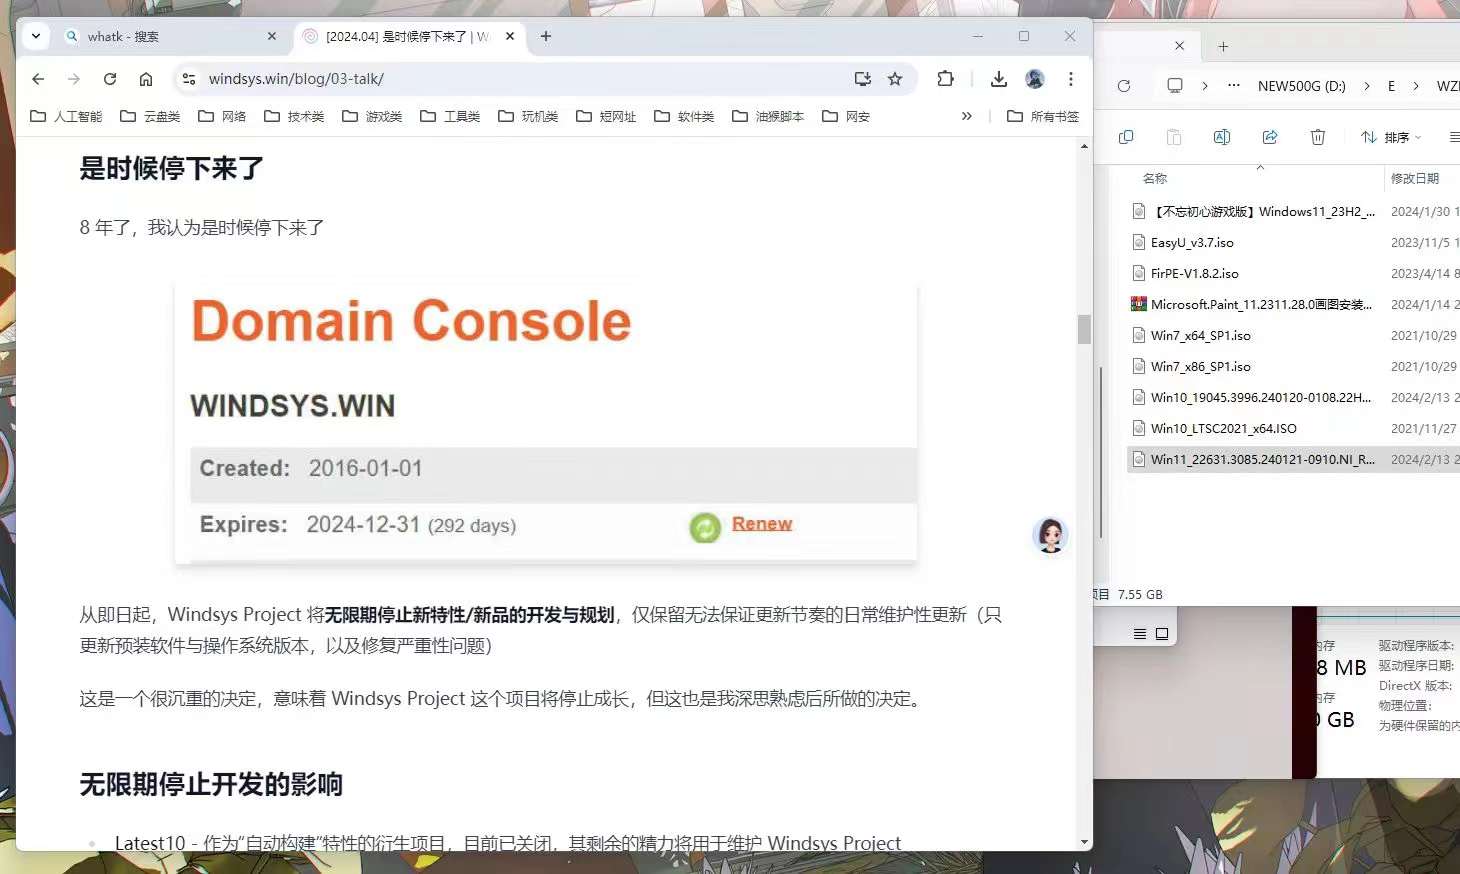 whatk - 搜索
[2024.04] 是时候停下来了 | W
windsys.win/blog/03-talk/
人工智能
云盘类
网络
技术类
游戏类
工具类
玩机类
短网址
软件类
油猴脚本
网安
所有书签
是时候停下来了
8 年了，我认为是时候停下来了
Domain Console
WINDSYS.WIN
Created: 2016-01-01
Expires: 2024-12-31 (292 days) Renew
从即日起，Windsys Project 将无限期停止新特性/新品的开发与规划，仅保留无法保证更新节奏的日常维护性更新（只
更新预装软件与操作系统版本，以及修复严重性问题）
这是一个很沉重的决定，意味着 Windsys Project 这个项目将停止成长，但这也是我深思熟虑后所做的决定。
无限期停止开发的影响
Latest10 - 作为“自动构建”特性的衍生项目，目前已关闭，其剩余的精力将用于维护 Windsys Project
NEW500G (D:) E
排序
名称 修改日期
【不忘初心游戏版】Windows11_23H2_... 2024/1/30
EasyU_v3.7.iso 2023/11/5
FirPE-V1.8.2.iso 2023/4/14
Microsoft.Paint_11.2311.28.0画图安装... 2024/1/14
Win7_x64_SP1.iso 2021/10/29
Win7_x86_SP1.iso 2021/10/29
Win10_19045.3996.240120-0108.22H... 2024/2/13
Win10_LTSC2021_x64.ISO 2021/11/27
Win11_22631.3085.240121-0910.NI_R... 2024/2/13
项目 7.55 GB
内存
8 MB
内存
GB
驱动程序版本:
驱动程序日期:
DirectX 版本:
物理位置:
为硬件保留的内